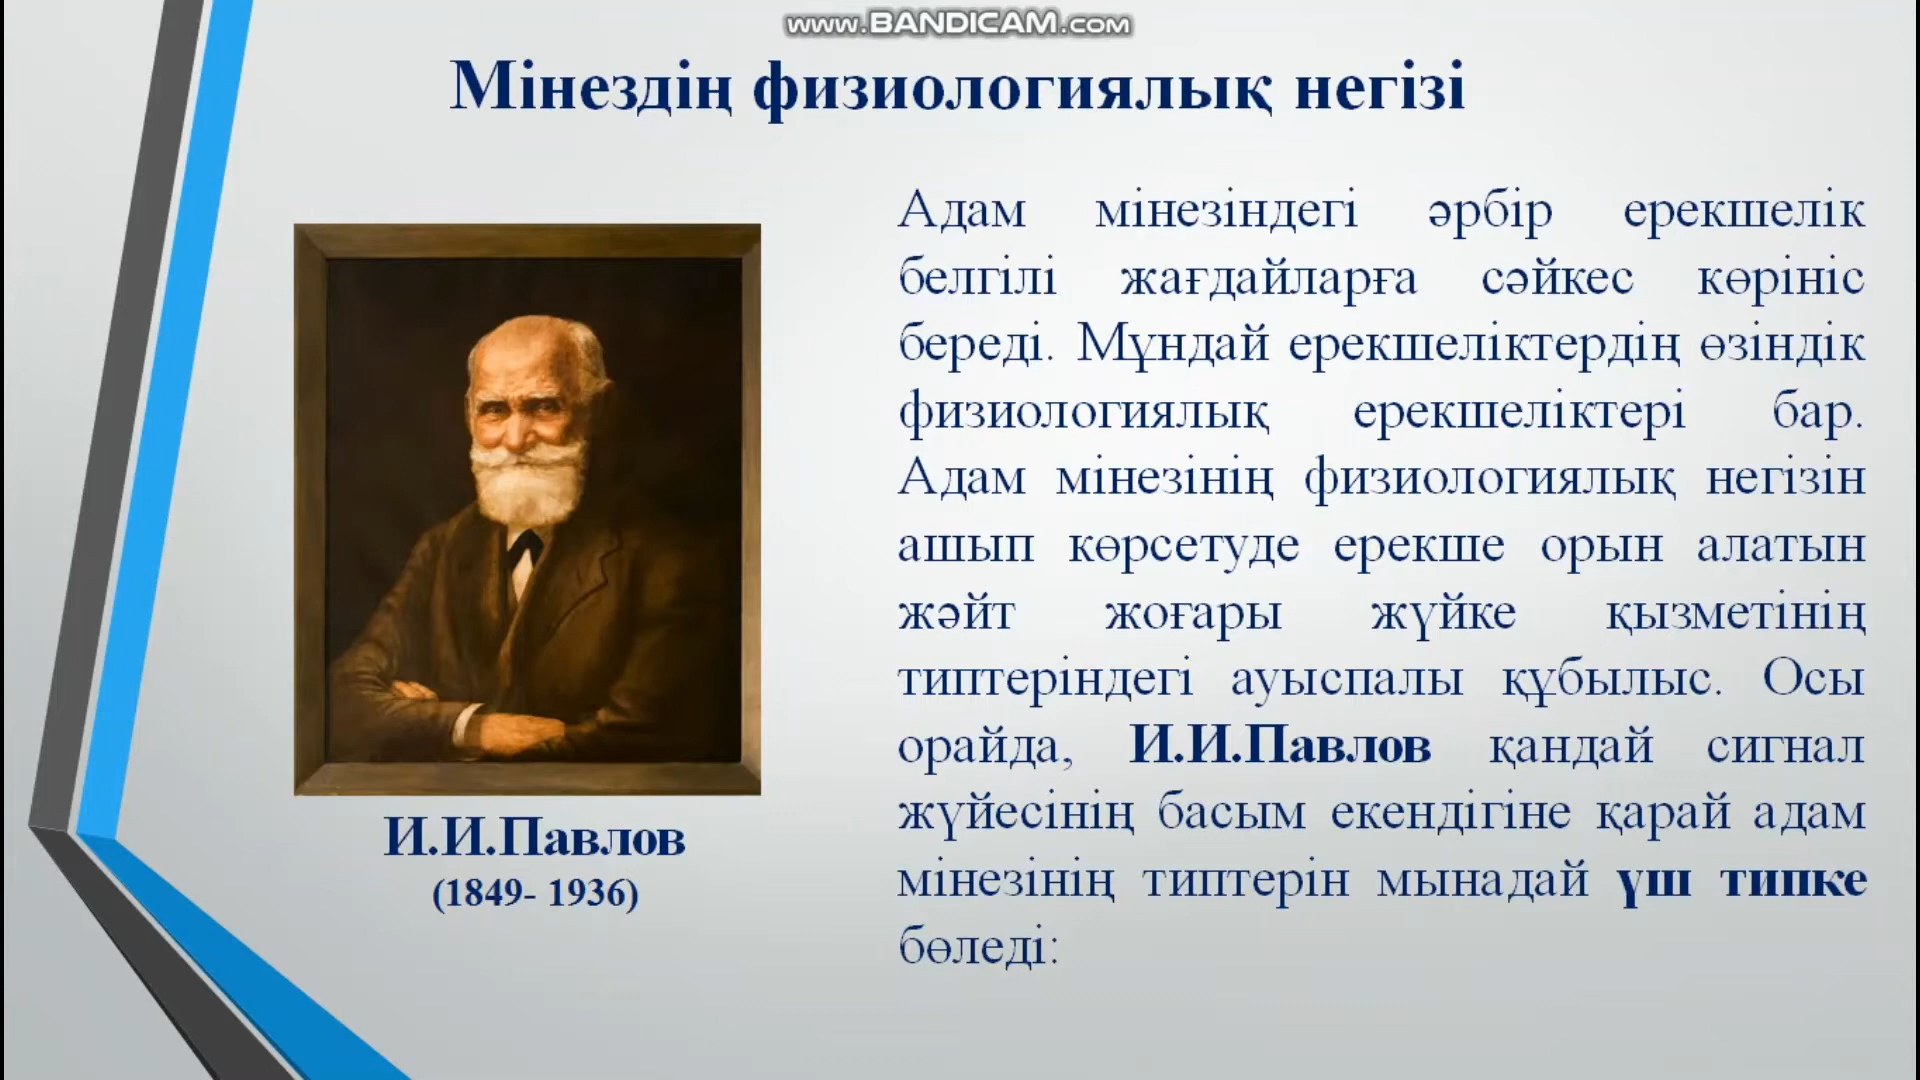 www.BANDICAM.com
Мінездің физиологиялық негізі
Адам мінезіндегі әрбір ерекшелік
белгілі жағдайларға сәйкес көрініс
береді. Мұндай ерекшеліктердің өзіндік
физиологиялық ерекшеліктері бар.
Адам мінезінің физиологиялық негізін
ашып көрсетуде ерекше орын алатын
жәйт жоғары жүйке қызметінің
типтеріндегі ауыспалы құбылыс. Осы
орайда, И.И.Павлов қандай сигнал
жүйесінің басым екендігіне қарай адам
мінезінің типтерін мынадай үш типке
бөледі:
И.И.Павлов
(1849- 1936)